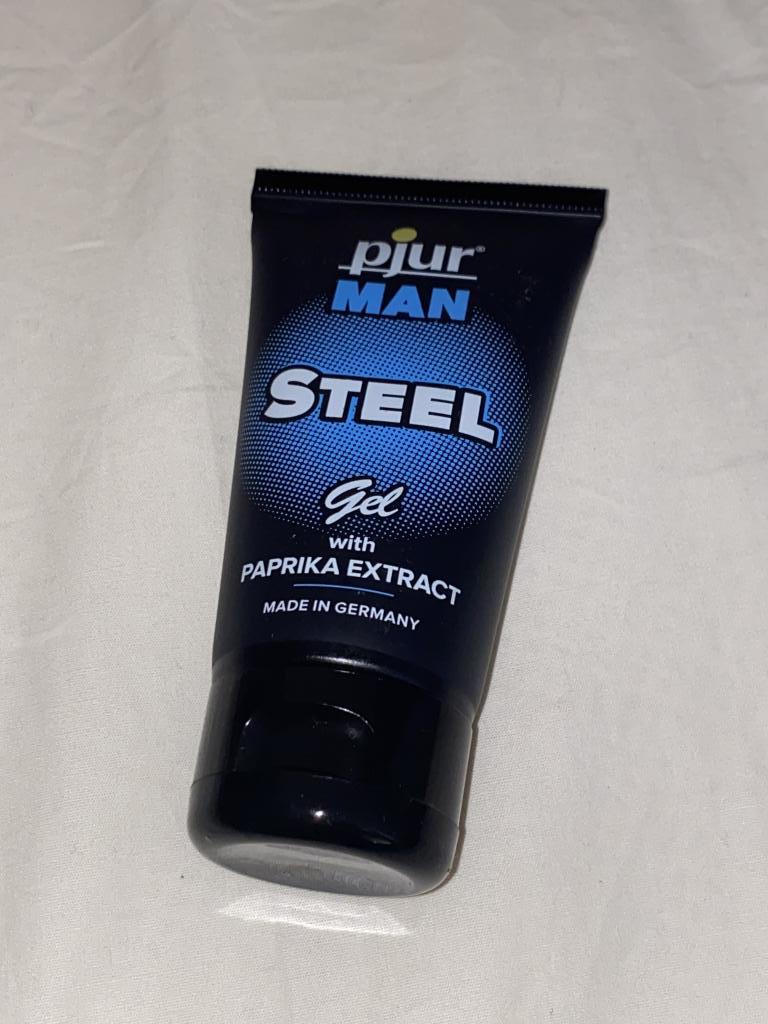 pjur®
MAN
STEEL
Gel
with
PAPRIKA EXTRACT
MADE IN GERMANY